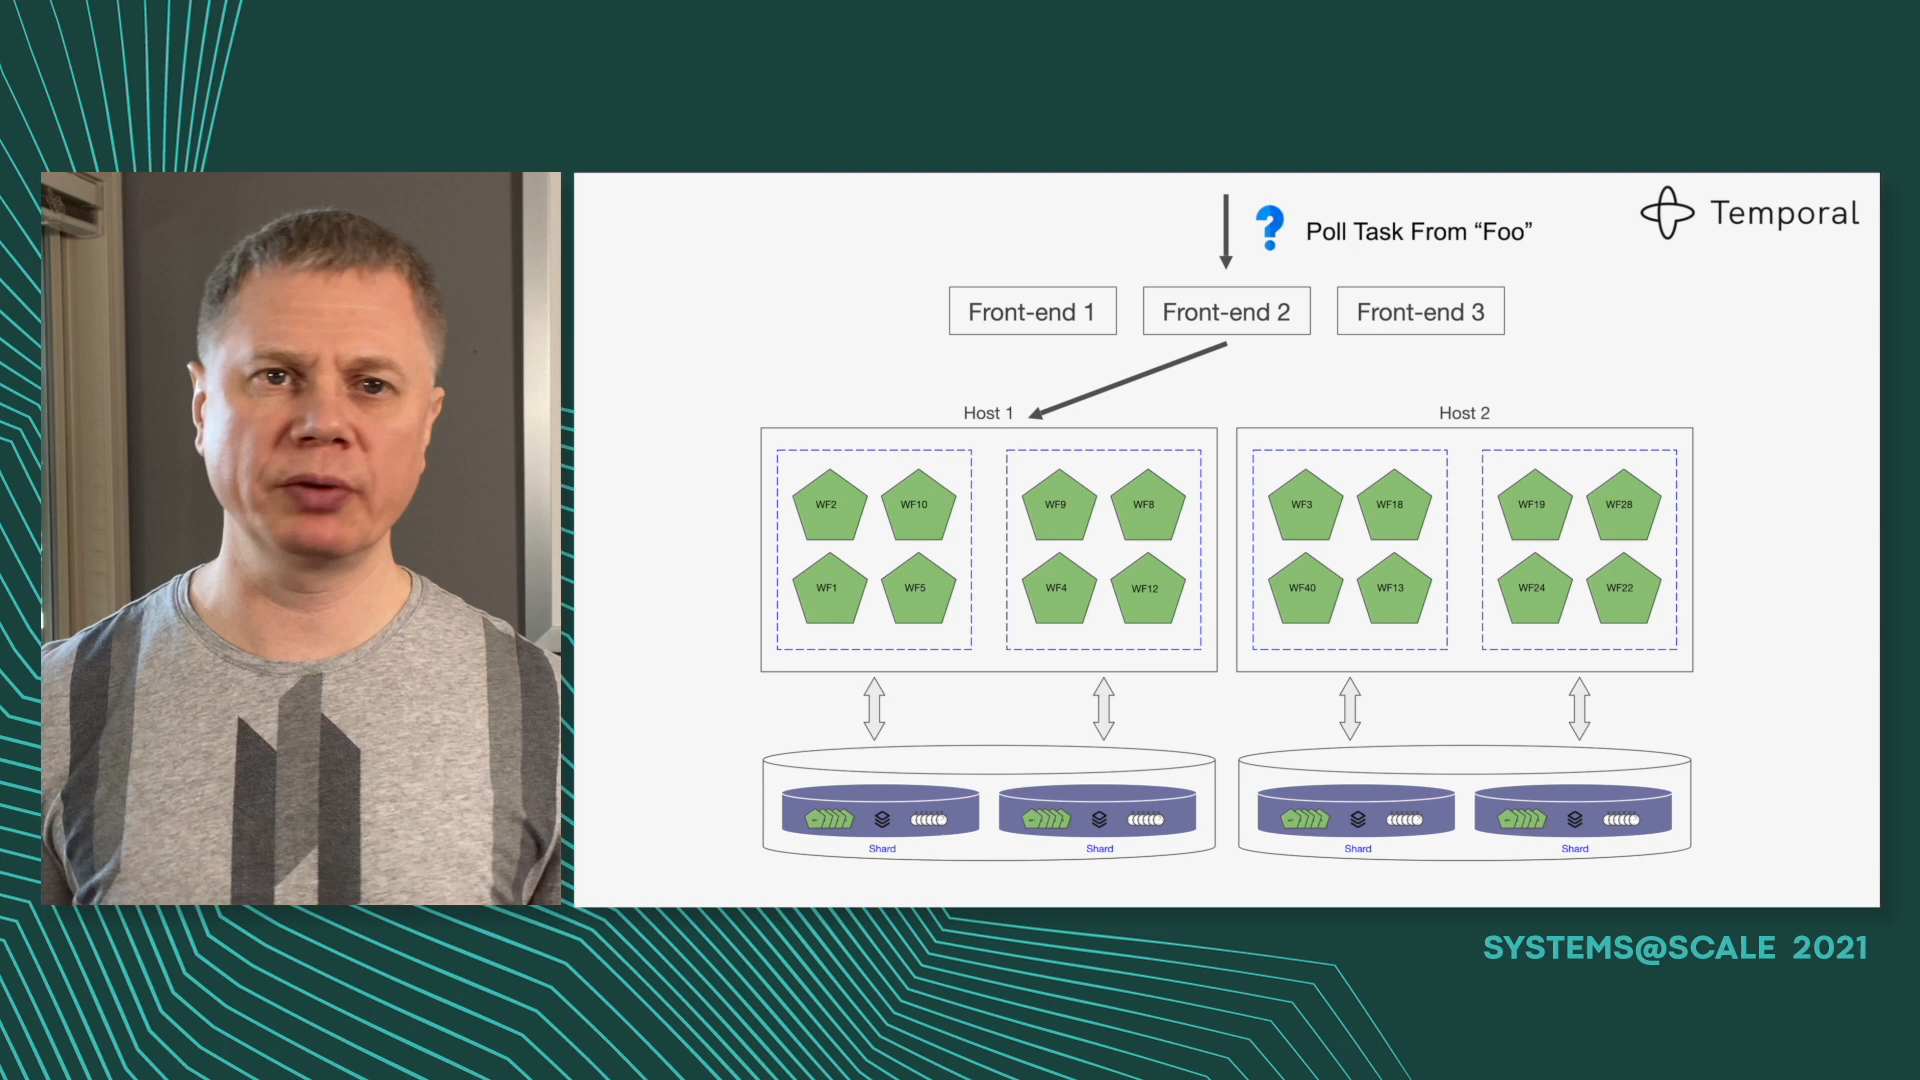 Temporal
Poll Task From “Foo”
Front-end 1
Front-end 2
Front-end 3
Host 1
Host 2
WF2
WF10
WF9
WF8
WF3
WF18
WF19
WF28
WF1
WF5
WF4
WF12
WF40
WF13
WF24
WF22
Shard
Shard
Shard
Shard
SYSTEMS@SCALE 2021